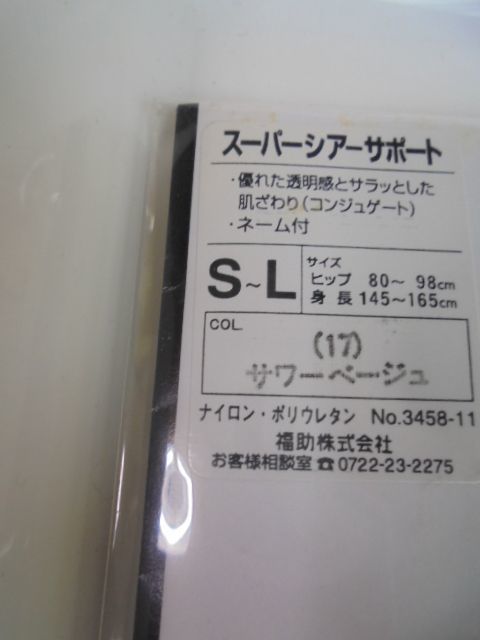 スーパーシアーサポート
・優れた透明感とサラッとした
肌ざわり(コンジュゲート)
・ネーム付
S~L
サイズ
ヒップ 80~ 98cm
身長 145~165cm
COL.
(17)
サワーベージュ
ナイロン・ポリウレタン No.3458-11
福助株式会社
お客様相談室☎0722-23-2275